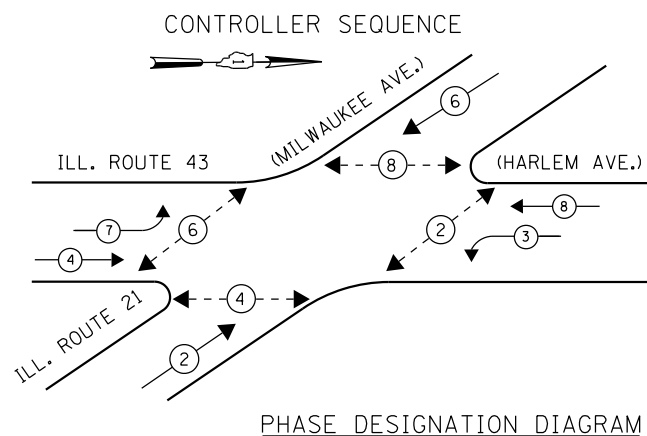 CONTROLLER SEQUENCE
(MILWAUKEE AVE.)
6
ILL. ROUTE 43
8
(HARLEM AVE.)
7
6
2
8
3
4
4
ILL. ROUTE 21
2
PHASE DESIGNATION DIAGRAM